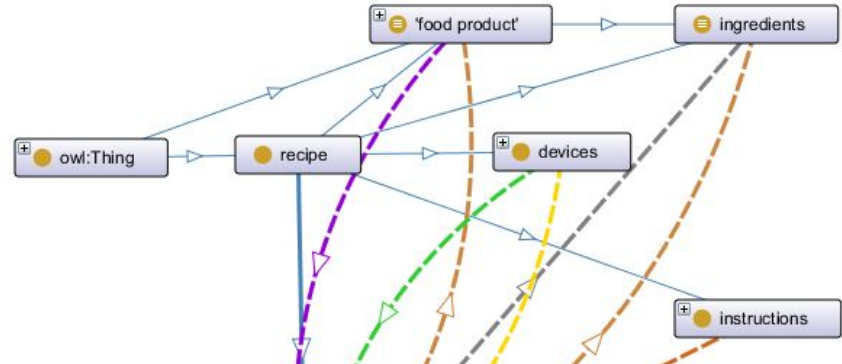 'food product'
ingredients
owl:Thing
recipe
devices
instructions